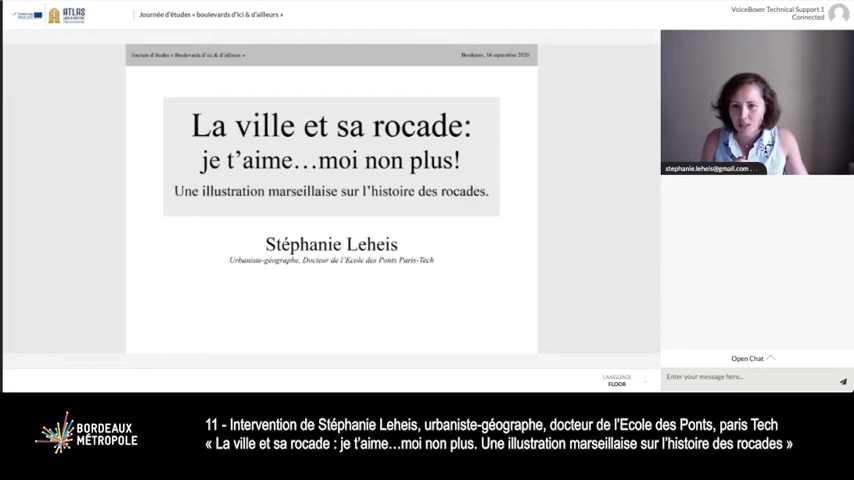 Interreg
ATLAS
Journée d'études « boulevards d'ici & d'ailleurs »
VoiceBoxer Technical Support 1
Connected
Journée d'études « Boulevards d'ici & d'ailleurs »
Bordeaux, 16 septembre 2020
La ville et sa rocade:
je t'aime…moi non plus!
Une illustration marseillaise sur l'histoire des rocades.
Stéphanie Leheis
Urbaniste-géographe, Docteur de l'Ecole des Ponts Paris-Tech
stephanie.leheis@gmail.com ...
Open Chat
LANGUAGE
FLOOR
Enter your message here...
BORDEAUX
MÉTROPOLE
11 - Intervention de Stéphanie Leheis, urbaniste-géographe, docteur de l'Ecole des Ponts, paris Tech
« La ville et sa rocade : je t'aime…moi non plus. Une illustration marseillaise sur l'histoire des rocades »